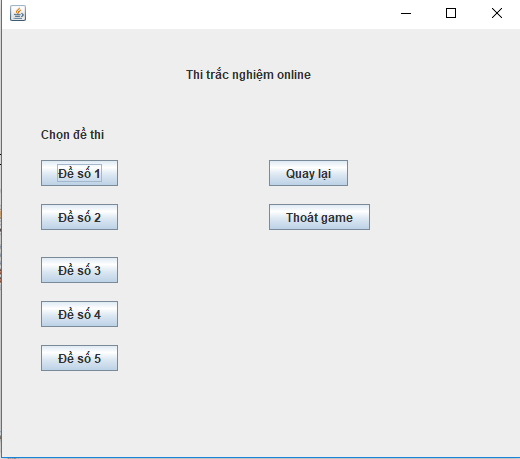 Thi trắc nghiệm online
Chọn đề thi
Đề số 1
Quay lại
Đề số 2
Thoát game
Đề số 3
Đề số 4
Đề số 5